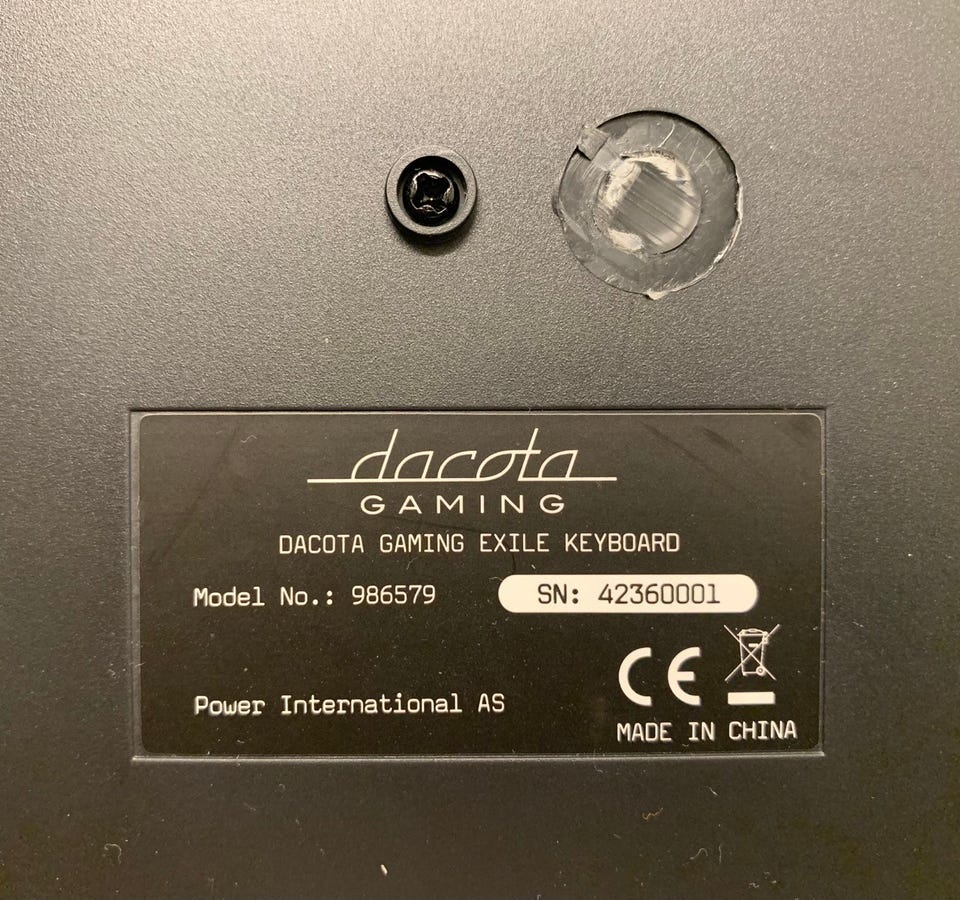 dacota
GAMING
DACOTA GAMING EXILE KEYBOARD
Model No.: 986579 SN: 42360001
Power International AS
CE
MADE IN CHINA